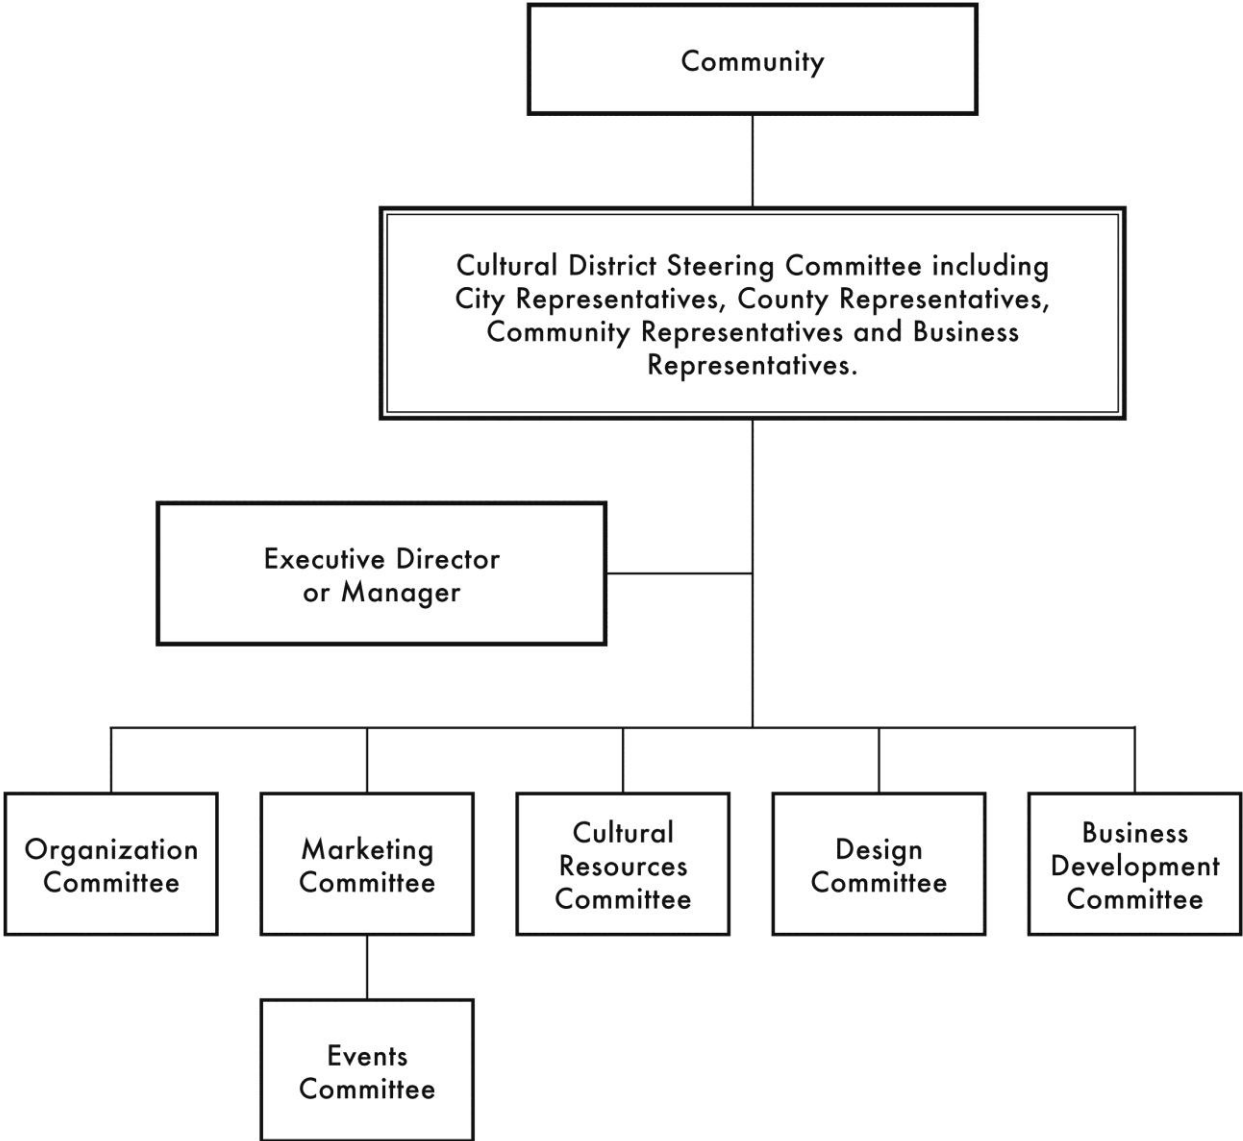 Community
Cultural District Steering Committee including
City Representatives, County Representatives,
Community Representatives and Business
Representatives.
Executive Director
or Manager
Organization
Committee
Marketing
Committee
Cultural
Resources
Committee
Design
Committee
Business
Development
Committee
Events
Committee